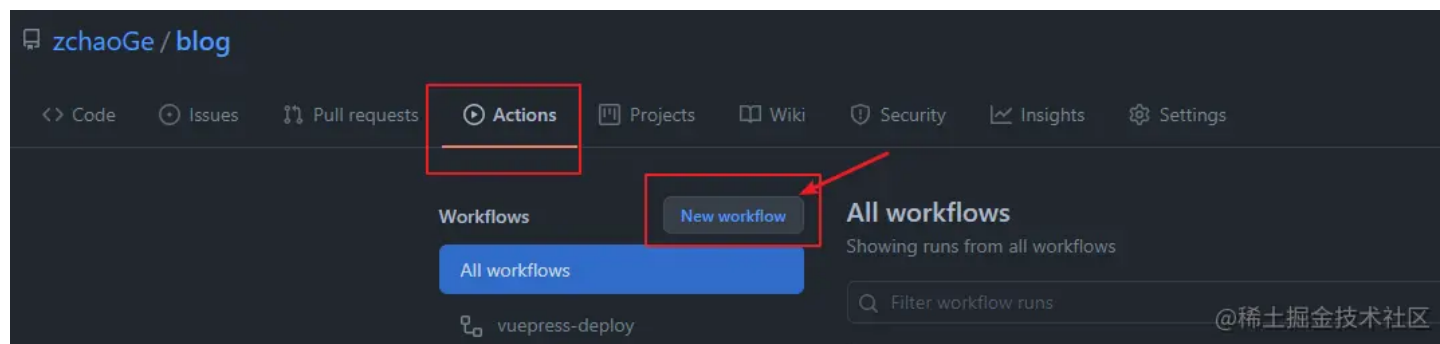 zchaoGe / blog
Code Issues Pull requests Actions Projects Wiki Security Insights Settings
Workflows New workflow
All workflows
vuepress-deploy
All workflows
Showing runs from all workflows
Filter workflow runs
@稀土掘金技术社区